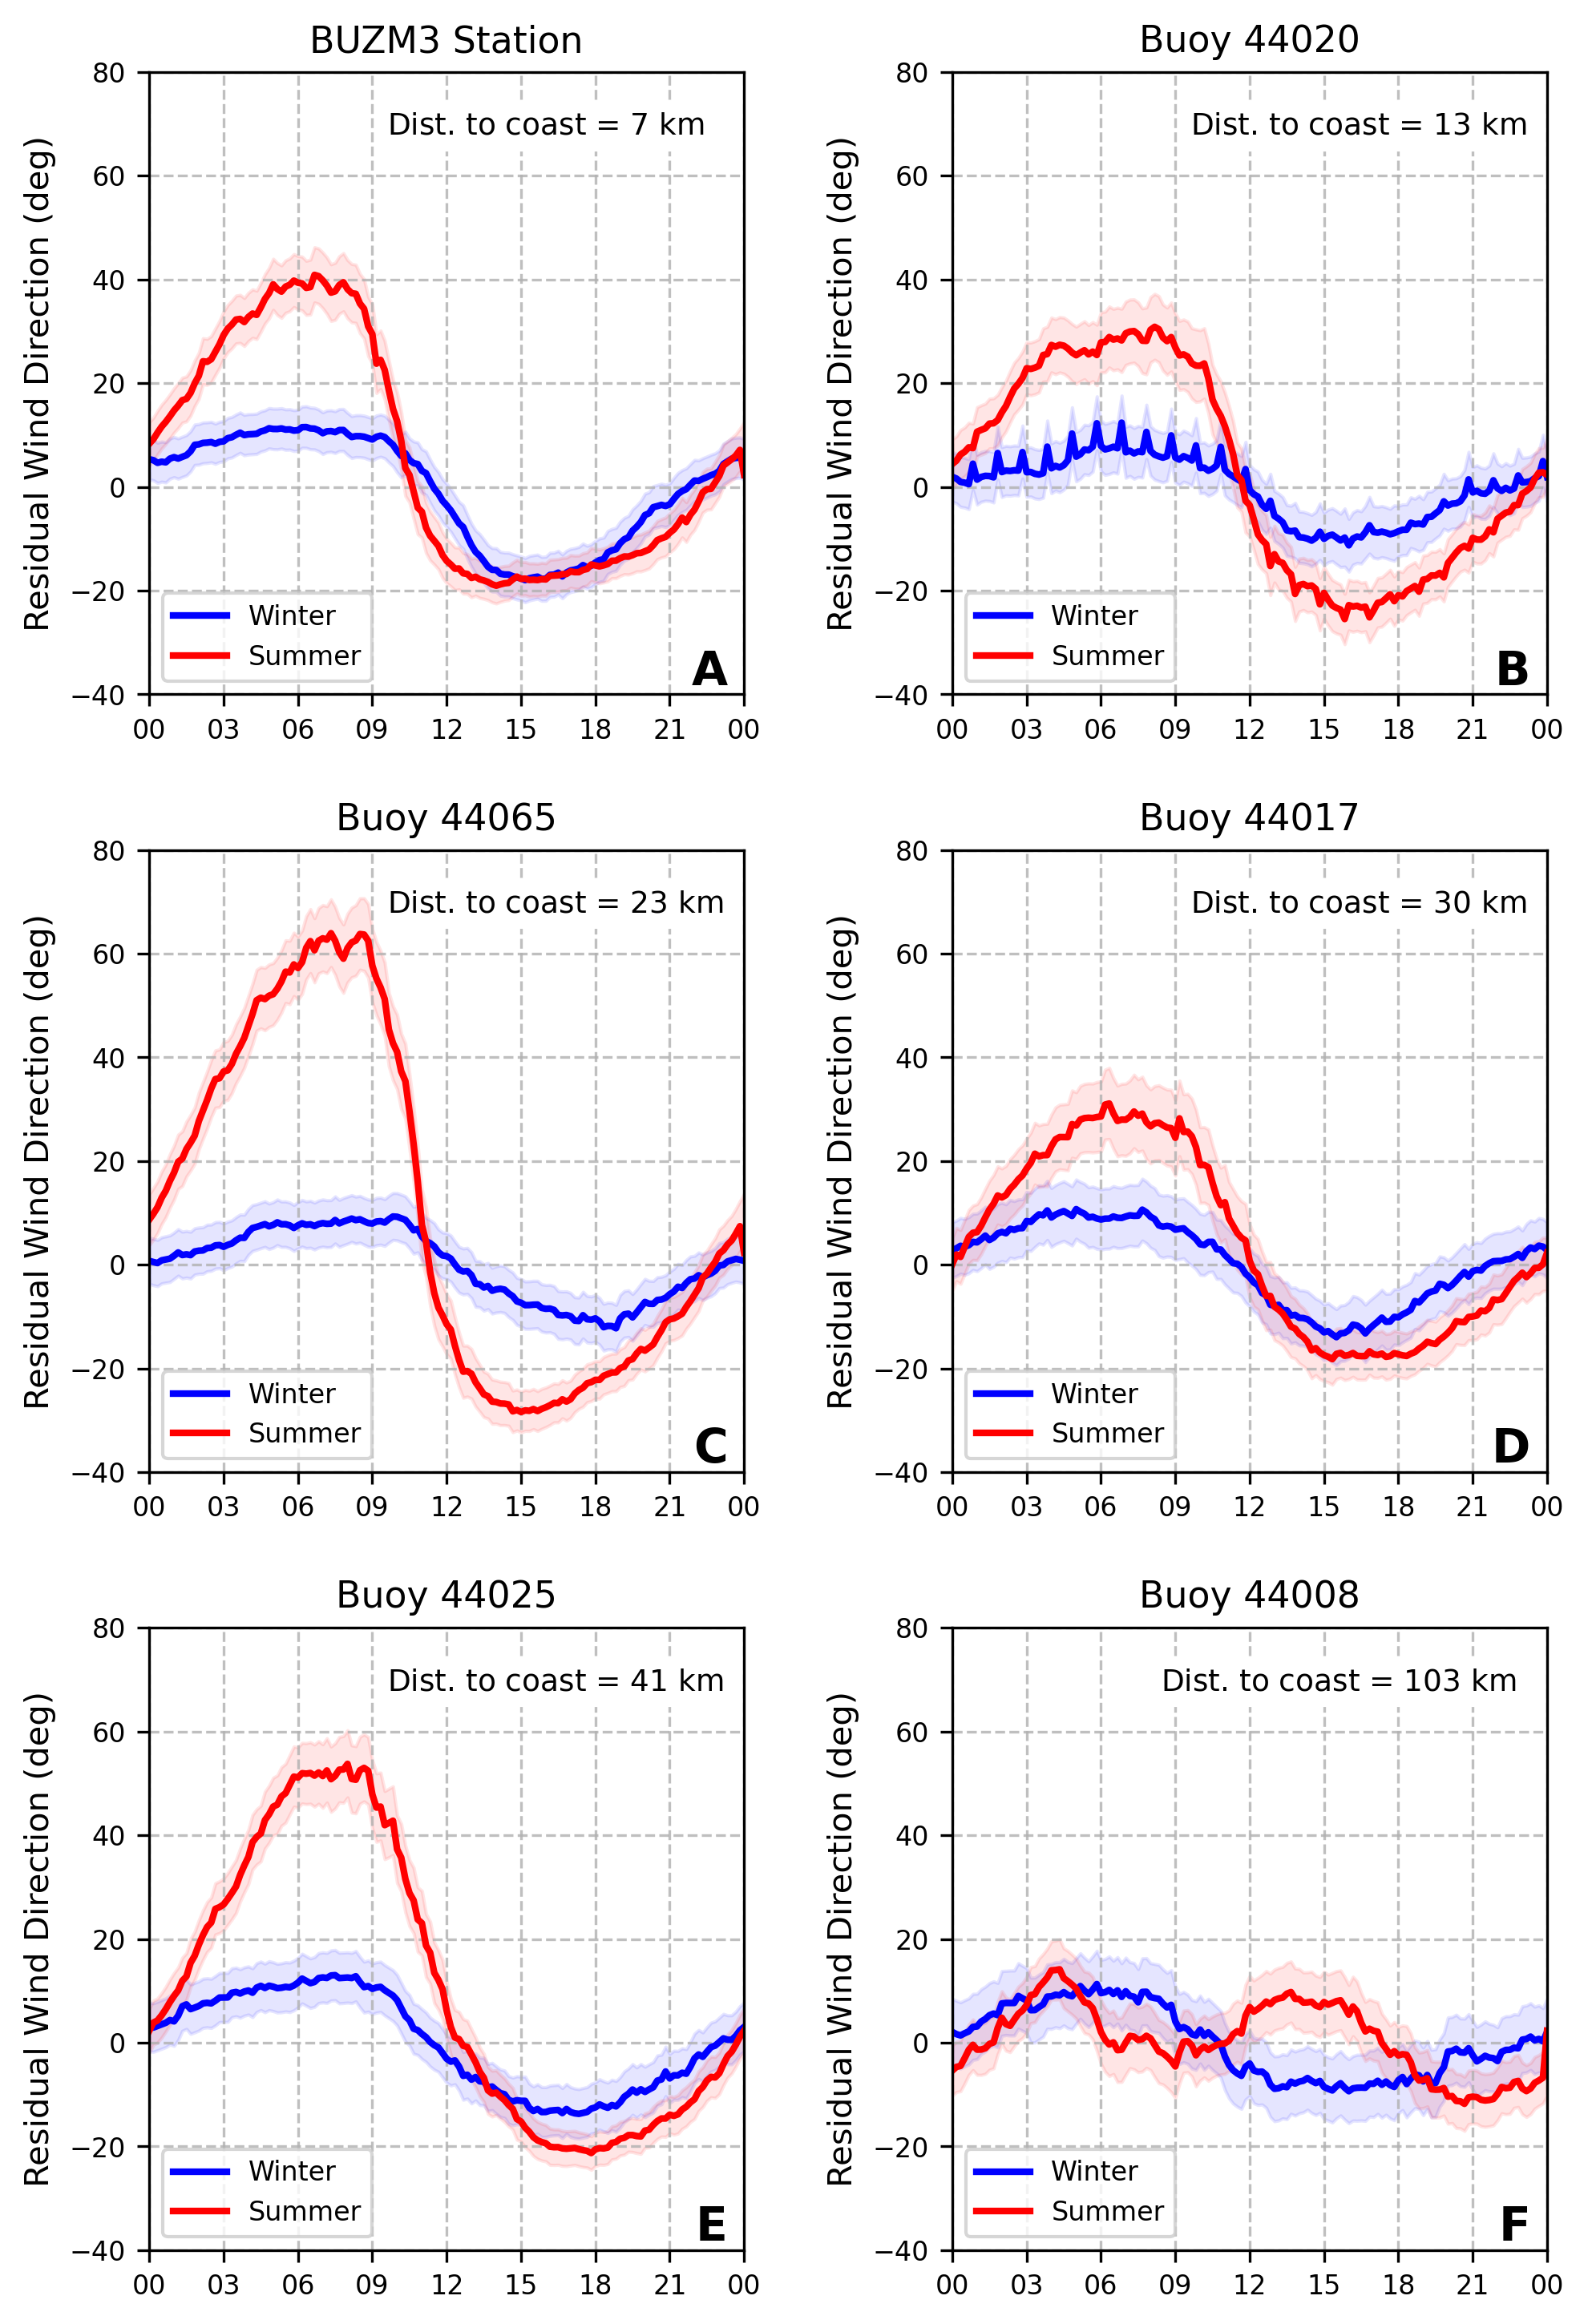 BUZM3 Station
Residual Wind Direction (deg)
80
60
40
20
0
−20
−40
Dist. to coast = 7 km
Winter
Summer
A
00 03 06 09 12 15 18 21 00
Buoy 44020
Residual Wind Direction (deg)
80
60
40
20
0
−20
−40
Dist. to coast = 13 km
Winter
Summer
B
00 03 06 09 12 15 18 21 00
Buoy 44065
Residual Wind Direction (deg)
80
60
40
20
0
−20
−40
Dist. to coast = 23 km
Winter
Summer
C
00 03 06 09 12 15 18 21 00
Buoy 44017
Residual Wind Direction (deg)
80
60
40
20
0
−20
−40
Dist. to coast = 30 km
Winter
Summer
D
00 03 06 09 12 15 18 21 00
Buoy 44025
Residual Wind Direction (deg)
80
60
40
20
0
−20
−40
Dist. to coast = 41 km
Winter
Summer
E
00 03 06 09 12 15 18 21 00
Buoy 44008
Residual Wind Direction (deg)
80
60
40
20
0
−20
−40
Dist. to coast = 103 km
Winter
Summer
F
00 03 06 09 12 15 18 21 00